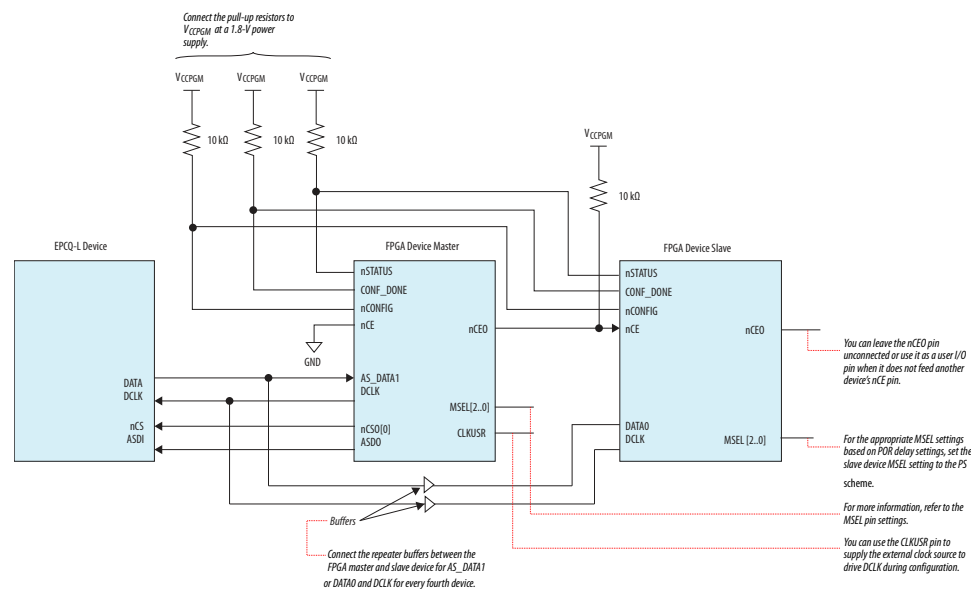 Connect the pull-up resistors to
VCCPGM at a 1.8-V power
supply.
VCCPGM
VCCPGM
VCCPGM
10 kΩ
10 kΩ
10 kΩ
VCCPGM
10 kΩ
EPCQ-L Device
DATA
DCLK
nCS
ASDI
FPGA Device Master
nSTATUS
CONF_DONE
nCONFIG
nCE
nCEO
GND
AS_DATA1
DCLK
MSEL[2..0]
nCSO[0]
CLKUSR
ASDO
FPGA Device Slave
nSTATUS
CONF_DONE
nCONFIG
nCE
nCEO
DATA0
DCLK
MSEL [2..0]
You can leave the nCEO pin
unconnected or use it as a user I/O
pin when it does not feed another
device's nCE pin.
For the appropriate MSEL settings
based on POR delay settings, set the
slave device MSEL setting to the PS
scheme.
For more information, refer to the
MSEL pin settings.
You can use the CLKUSR pin to
supply the external clock source to
drive DCLK during configuration.
Buffers
Connect the repeater buffers between the
FPGA master and slave device for AS_DATA1
or DATA0 and DCLK for every fourth device.